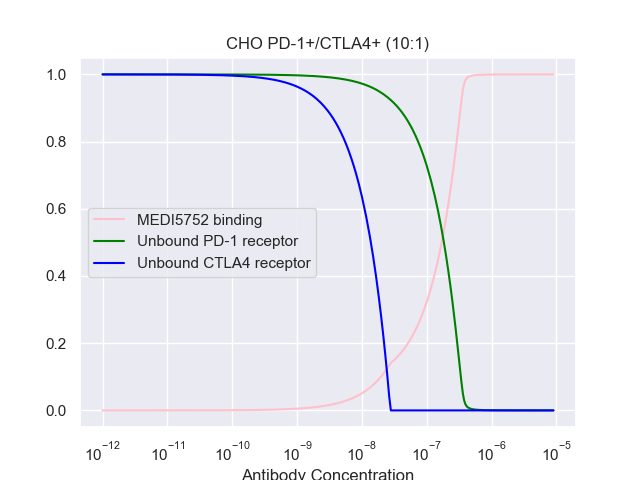 CHO PD-1+/CTLA4+ (10:1)
1.0
0.8
0.6
0.4
0.2
0.0
MEDI5752 binding
Unbound PD-1 receptor
Unbound CTLA4 receptor
10⁻¹² 10⁻¹¹ 10⁻¹⁰ 10⁻⁹ 10⁻⁸ 10⁻⁷ 10⁻⁶ 10⁻⁵
Antibody Concentration